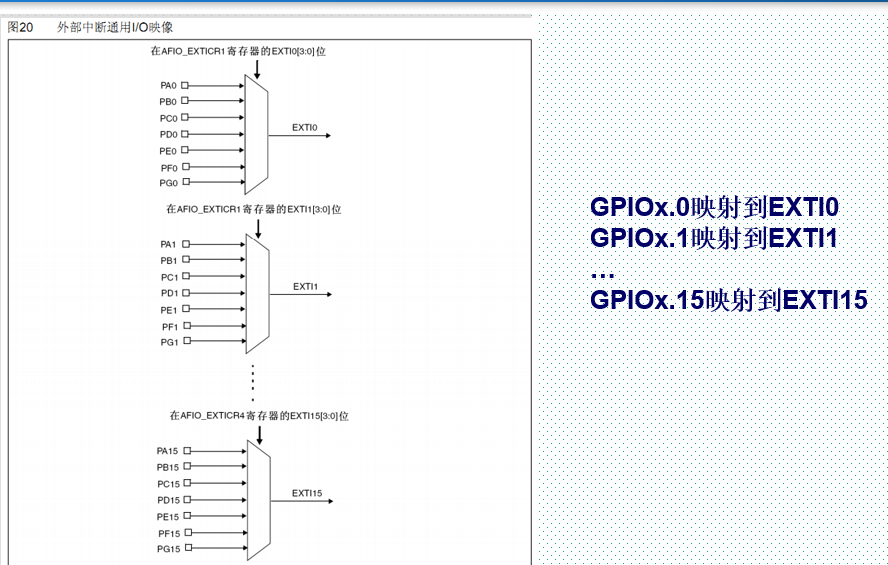 图20 外部中断通用I/O映像
在AFIO_EXTICR1寄存器的EXTI0[3:0]位
PA0
PB0
PC0
PD0
PE0
PF0
PG0
EXTI0
在AFIO_EXTICR1寄存器的EXTI1[3:0]位
PA1
PB1
PC1
PD1
PE1
PF1
PG1
EXTI1
在AFIO_EXTICR4寄存器的EXTI15[3:0]位
PA15
PB15
PC15
PD15
PE15
PF15
PG15
EXTI15
GPIOx.0映射到EXTI0
GPIOx.1映射到EXTI1
…
GPIOx.15映射到EXTI15